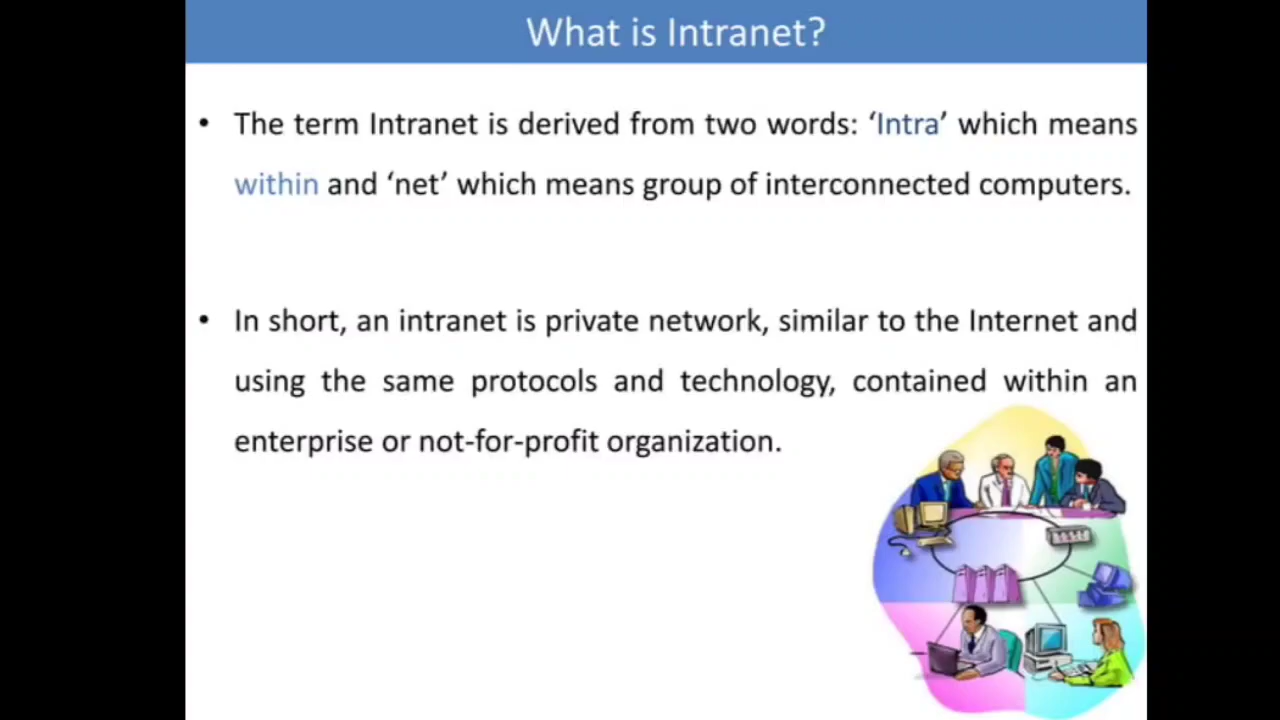 What is Intranet?
• The term Intranet is derived from two words: ‘Intra’ which means
within and ‘net’ which means group of interconnected computers.
• In short, an intranet is private network, similar to the Internet and
using the same protocols and technology, contained within an
enterprise or not-for-profit organization.